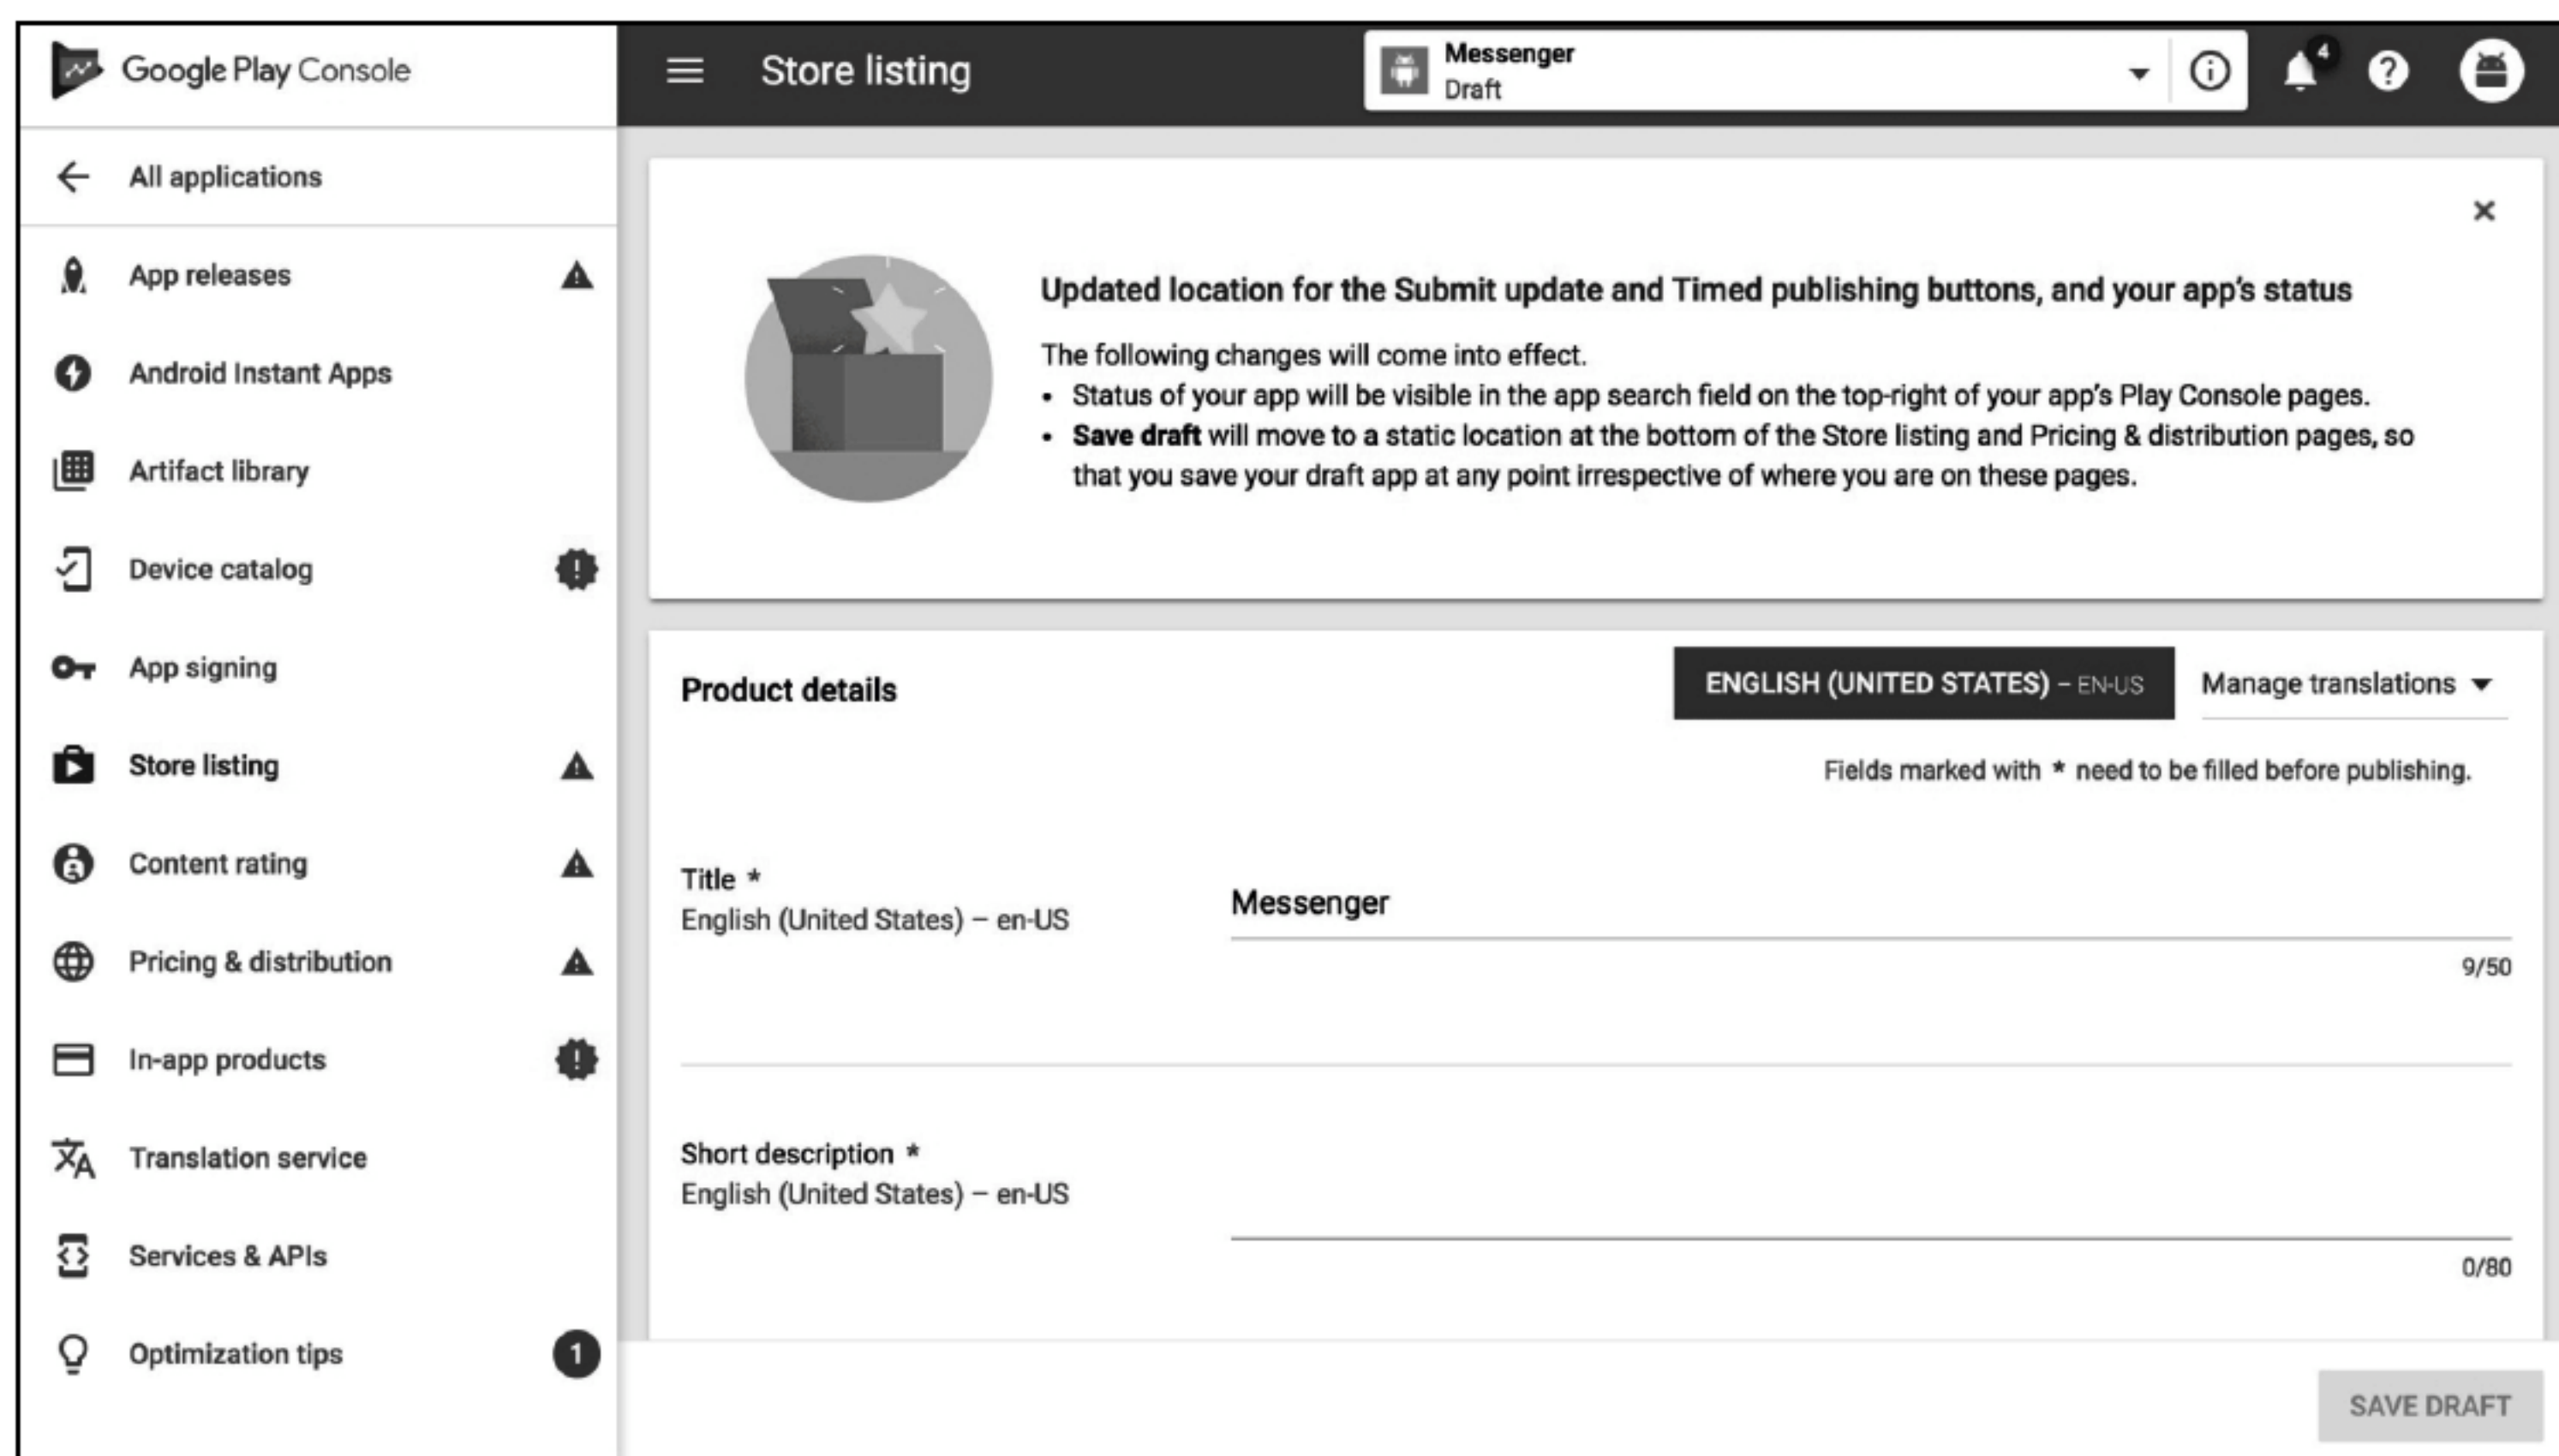 Google Play Console
Store listing
Messenger
Draft
4
All applications
App releases
Android Instant Apps
Artifact library
Device catalog
App signing
Store listing
Content rating
Pricing & distribution
In-app products
Translation service
Services & APIs
Optimization tips
1
Updated location for the Submit update and Timed publishing buttons, and your app's status
The following changes will come into effect.
• Status of your app will be visible in the app search field on the top-right of your app's Play Console pages.
• Save draft will move to a static location at the bottom of the Store listing and Pricing & distribution pages, so
that you save your draft app at any point irrespective of where you are on these pages.
Product details
ENGLISH (UNITED STATES) – EN-US
Manage translations
Fields marked with * need to be filled before publishing.
Title *
English (United States) – en-US
Messenger
9/50
Short description *
English (United States) – en-US
0/80
SAVE DRAFT